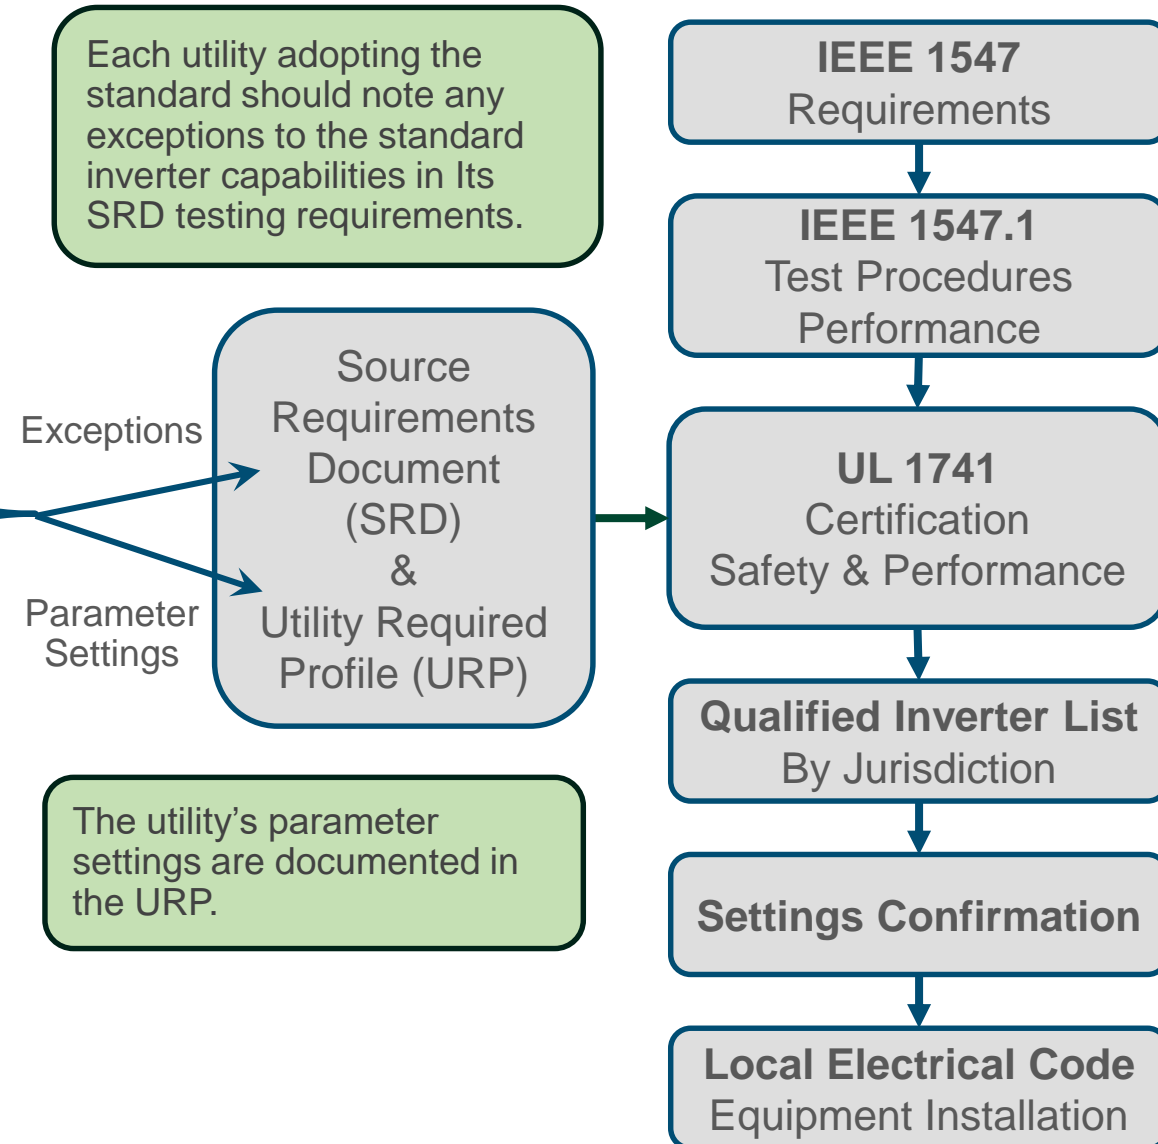 Each utility adopting the
standard should note any
exceptions to the standard
inverter capabilities in Its
SRD testing requirements.
IEEE 1547
Requirements
IEEE 1547.1
Test Procedures
Performance
Exceptions
Parameter
Settings
Source
Requirements
Document
(SRD)
&
Utility Required
Profile (URP)
UL 1741
Certification
Safety & Performance
Qualified Inverter List
By Jurisdiction
The utility's parameter
settings are documented in
the URP.
Settings Confirmation
Local Electrical Code
Equipment Installation